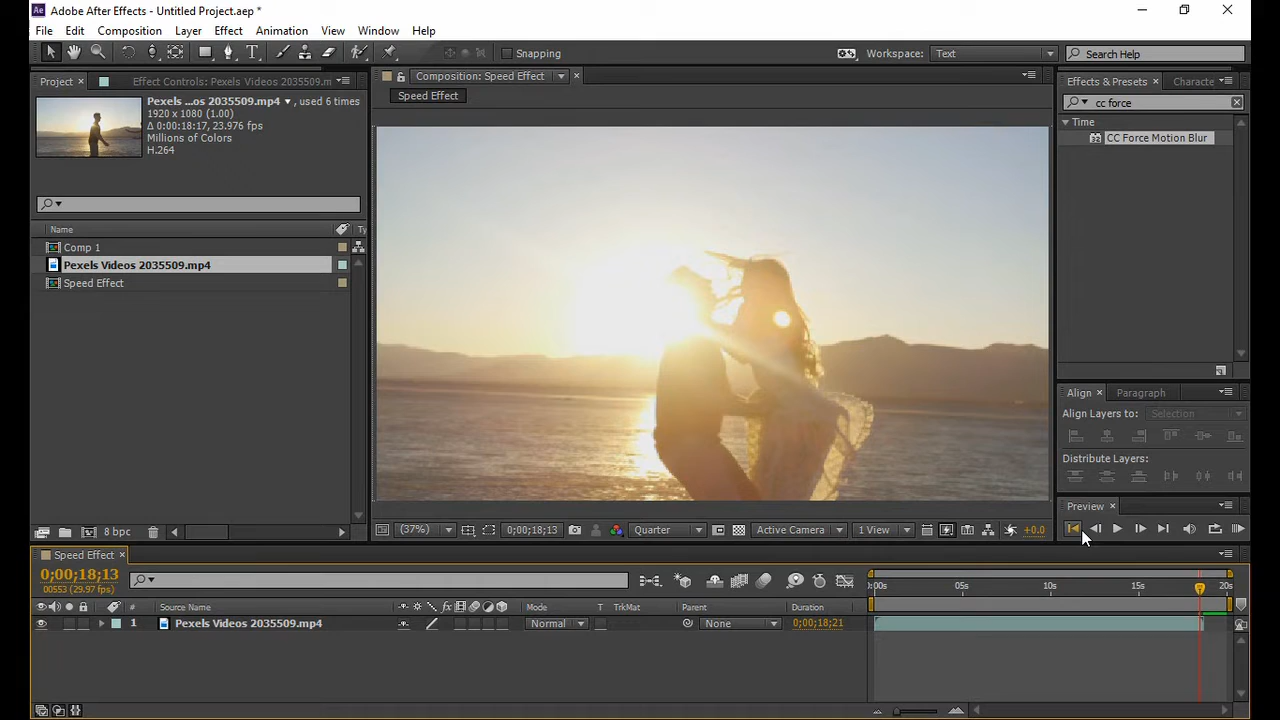 Adobe After Effects - Untitled Project.aep *
File Edit Composition Layer Effect Animation View Window Help
Snapping
Workspace: Text
Search Help
Project × Effect Controls: Pexels Videos 2035509.m
Composition: Speed Effect ×
Effects & Presets × Characte
Speed Effect
Pexels ...os 2035509.mp4 , used 6 times
1920 x 1080 (1.00)
Δ 0:00:18:17, 23.976 fps
Millions of Colors
H.264
cc force
Time
32
CC Force Motion Blur
Name Ty
Comp 1
Pexels Videos 2035509.mp4
Speed Effect
Align × Paragraph
Align Layers to: Selection
Distribute Layers:
Preview ×
8 bpc
(37%) 0;00;18;13 Quarter Active Camera 1 View +0.0
Speed Effect ×
0;00;18;13
00553 (29.97 fps)
:00s 05s 10s 15s 20s
# Source Name fx Mode T TrkMat Parent Duration
1 Pexels Videos 2035509.mp4 Normal None 0;00;18;21